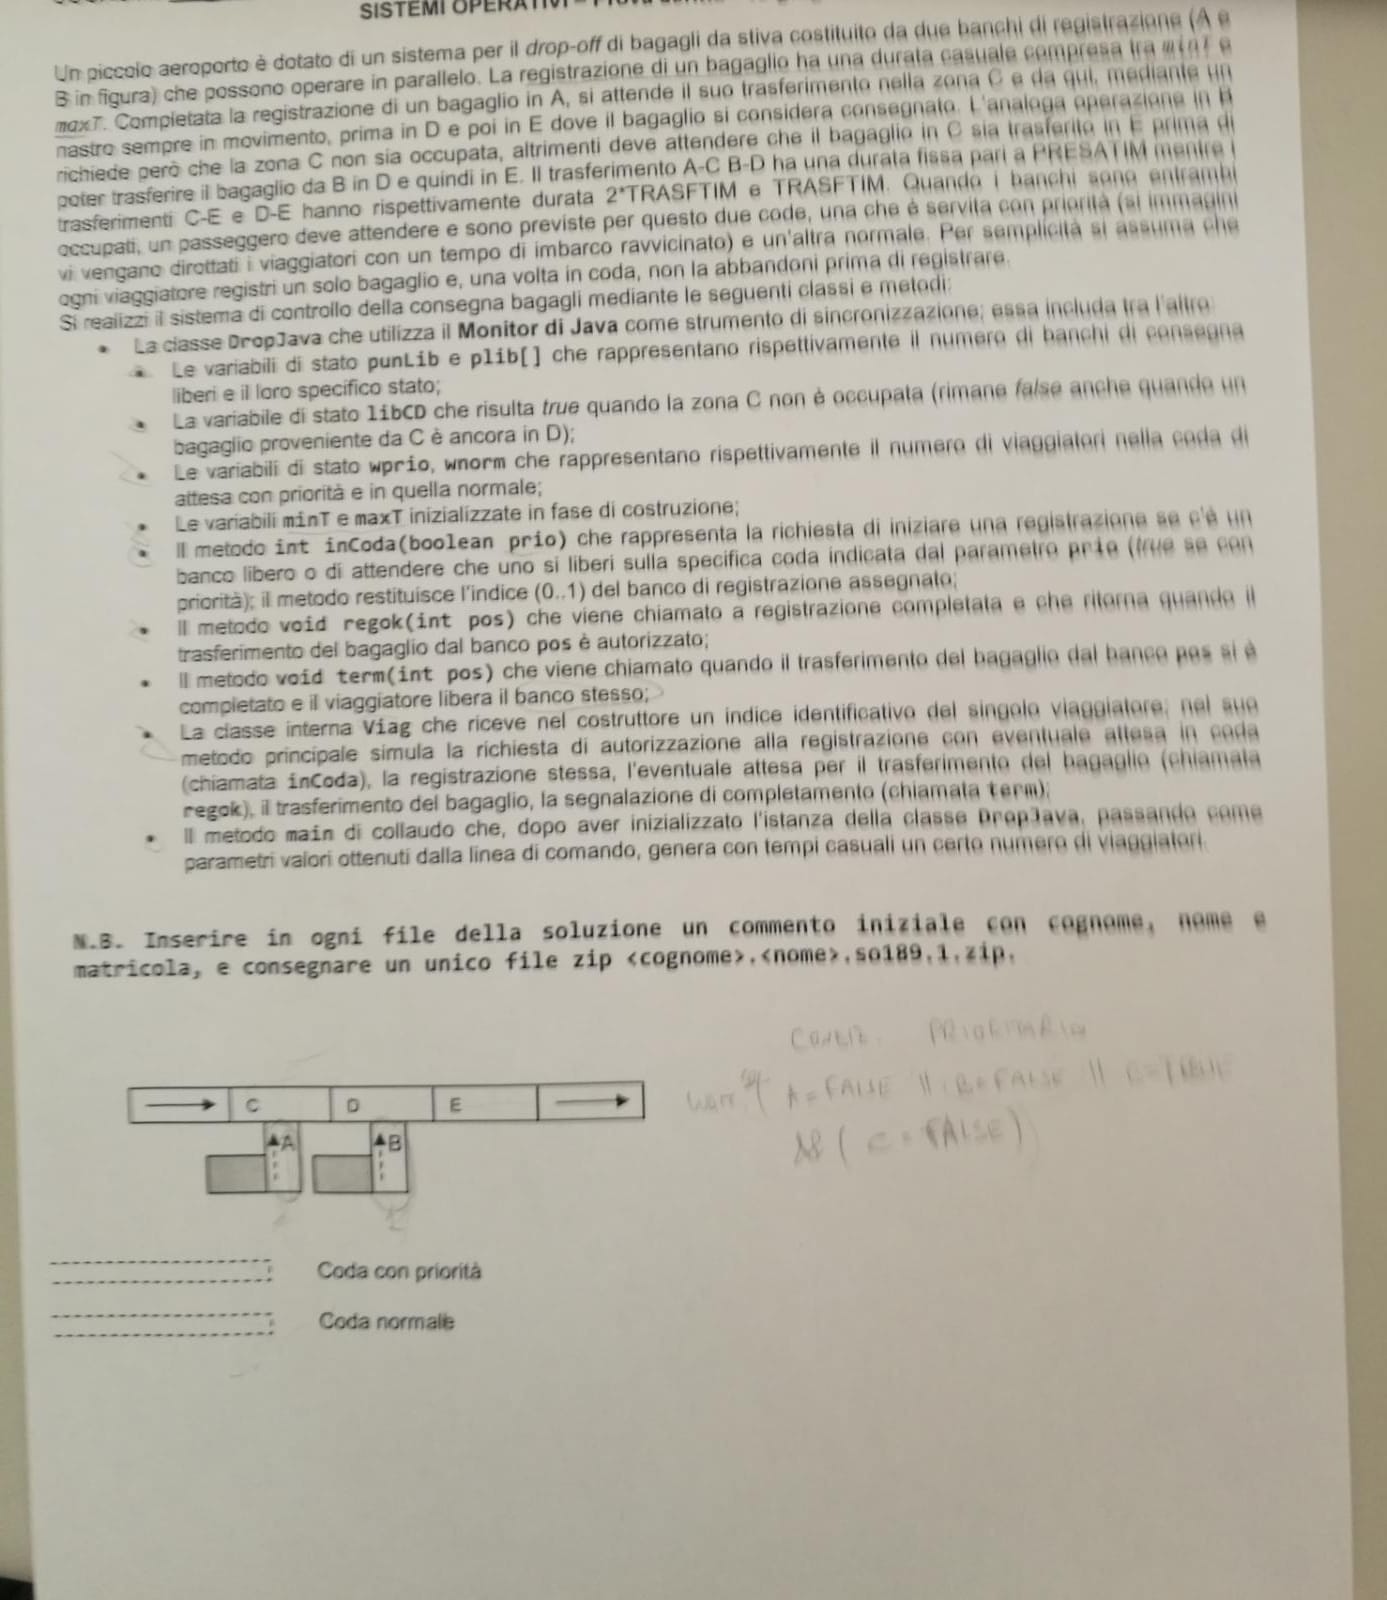 SISTEMI OPERATIVI –
Un piccolo aeroporto è dotato di un sistema per il drop-off di bagagli da stiva costituito da due banchi di registrazione (A e
B in figura) che possono operare in parallelo. La registrazione di un bagaglio ha una durata casuale compresa tra minT e
maxT. Completata la registrazione di un bagaglio in A, si attende il suo trasferimento nella zona C e da qui, mediante un
nastro sempre in movimento, prima in D e poi in E dove il bagaglio si considera consegnato. L'analoga operazione in B
richiede però che la zona C non sia occupata, altrimenti deve attendere che il bagaglio in C sia trasferito in E prima di
poter trasferire il bagaglio da B in D e quindi in E. Il trasferimento A-C B-D ha una durata fissa pari a PRESATIM mentre i
trasferimenti C-E e D-E hanno rispettivamente durata 2*TRASFTIM e TRASFTIM. Quando i banchi sono entrambi
occupati, un passeggero deve attendere e sono previste per questo due code, una che è servita con priorità (si immagini
vi vengano dirottati i viaggiatori con un tempo di imbarco ravvicinato) e un'altra normale. Per semplicità si assuma che
ogni viaggiatore registri un solo bagaglio e, una volta in coda, non la abbandoni prima di registrare.
Si realizzi il sistema di controllo della consegna bagagli mediante le seguenti classi e metodi:
• La classe DropJava che utilizza il Monitor di Java come strumento di sincronizzazione; essa includa tra l'altro:
• Le variabili di stato punLib e plib[] che rappresentano rispettivamente il numero di banchi di consegna
liberi e il loro specifico stato;
• La variabile di stato libCD che risulta true quando la zona C non è occupata (rimane false anche quando un
bagaglio proveniente da C è ancora in D);
• Le variabili di stato wprio, wnorm che rappresentano rispettivamente il numero di viaggiatori nella coda di
attesa con priorità e in quella normale;
• Le variabili minT e maxT inizializzate in fase di costruzione;
• Il metodo int inCoda(boolean prio) che rappresenta la richiesta di iniziare una registrazione se c'è un
banco libero o di attendere che uno si liberi sulla specifica coda indicata dal parametro prio (true se con
priorità); il metodo restituisce l'indice (0..1) del banco di registrazione assegnato;
• Il metodo void regok(int pos) che viene chiamato a registrazione completata e che ritorna quando il
trasferimento del bagaglio dal banco pos è autorizzato;
• Il metodo void term(int pos) che viene chiamato quando il trasferimento del bagaglio dal banco pos si è
completato e il viaggiatore libera il banco stesso;
• La classe interna Viag che riceve nel costruttore un indice identificativo del singolo viaggiatore; nel suo
metodo principale simula la richiesta di autorizzazione alla registrazione con eventuale attesa in coda
(chiamata inCoda), la registrazione stessa, l'eventuale attesa per il trasferimento del bagaglio (chiamata
regok), il trasferimento del bagaglio, la segnalazione di completamento (chiamata term);
• Il metodo main di collaudo che, dopo aver inizializzato l'istanza della classe DropJava, passando come
parametri valori ottenuti dalla linea di comando, genera con tempi casuali un certo numero di viaggiatori.
N.B. Inserire in ogni file della soluzione un commento iniziale con cognome, nome e
matricola, e consegnare un unico file zip <cognome>.<nome>.so189.1.zip.
PRIORITARIA
A = FALSE || B = FALSE || C = TRUE
( C = FALSE )
C D E
A B
Coda con priorità
Coda normale